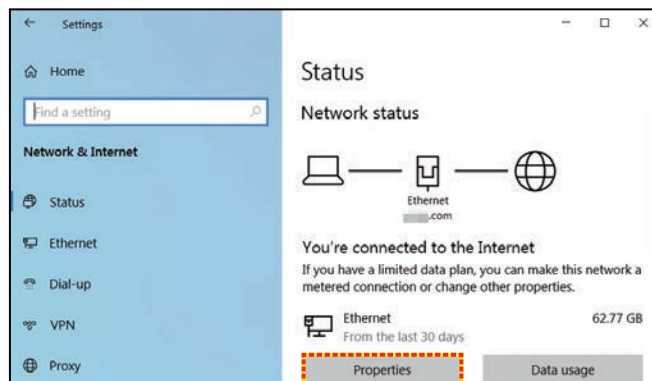 Settings
Home
Find a setting
Network & Internet
Status
Ethernet
Dial-up
VPN
Proxy
Status
Network status
Ethernet
.com
You're connected to the Internet
If you have a limited data plan, you can make this network a
metered connection or change other properties.
Ethernet 62.77 GB
From the last 30 days
Properties Data usage